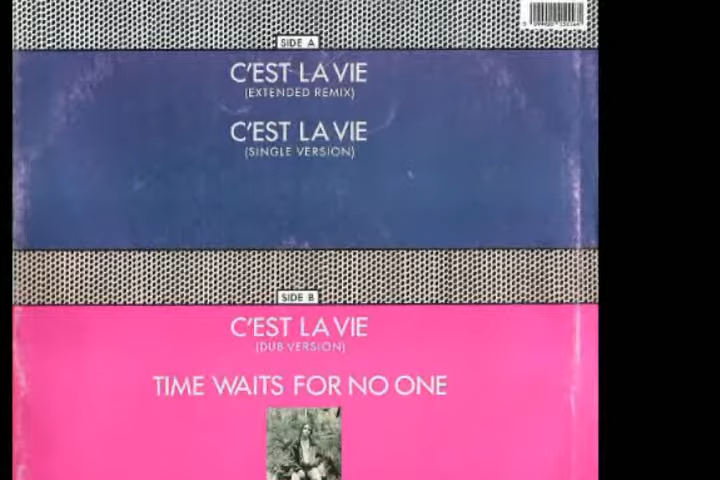 SIDE A
C'EST LA VIE
(EXTENDED REMIX)
C'EST LA VIE
(SINGLE VERSION)
SIDE B
C'EST LA VIE
(DUB VERSION)
TIME WAITS FOR NO ONE